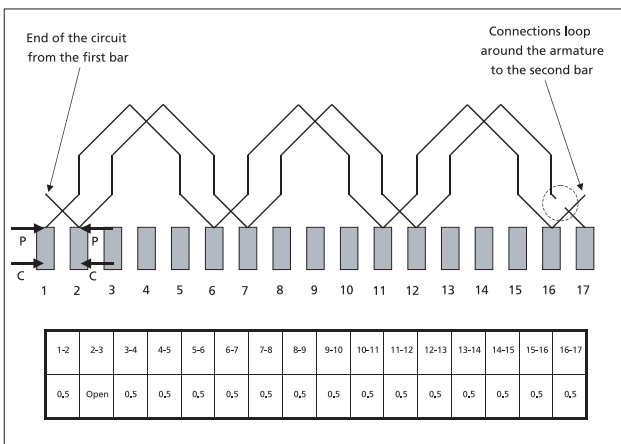 End of the circuit
from the first bar
Connections loop
around the armature
to the second bar
P P
C C
1 2 3 4 5 6 7 8 9 10 11 12 13 14 15 16 17
1-2 2-3 3-4 4-5 5-6 6-7 7-8 8-9 9-10 10-11 11-12 12-13 13-14 14-15 15-16 16-17
0.5 Open 0.5 0.5 0.5 0.5 0.5 0.5 0.5 0.5 0.5 0.5 0.5 0.5 0.5 0.5